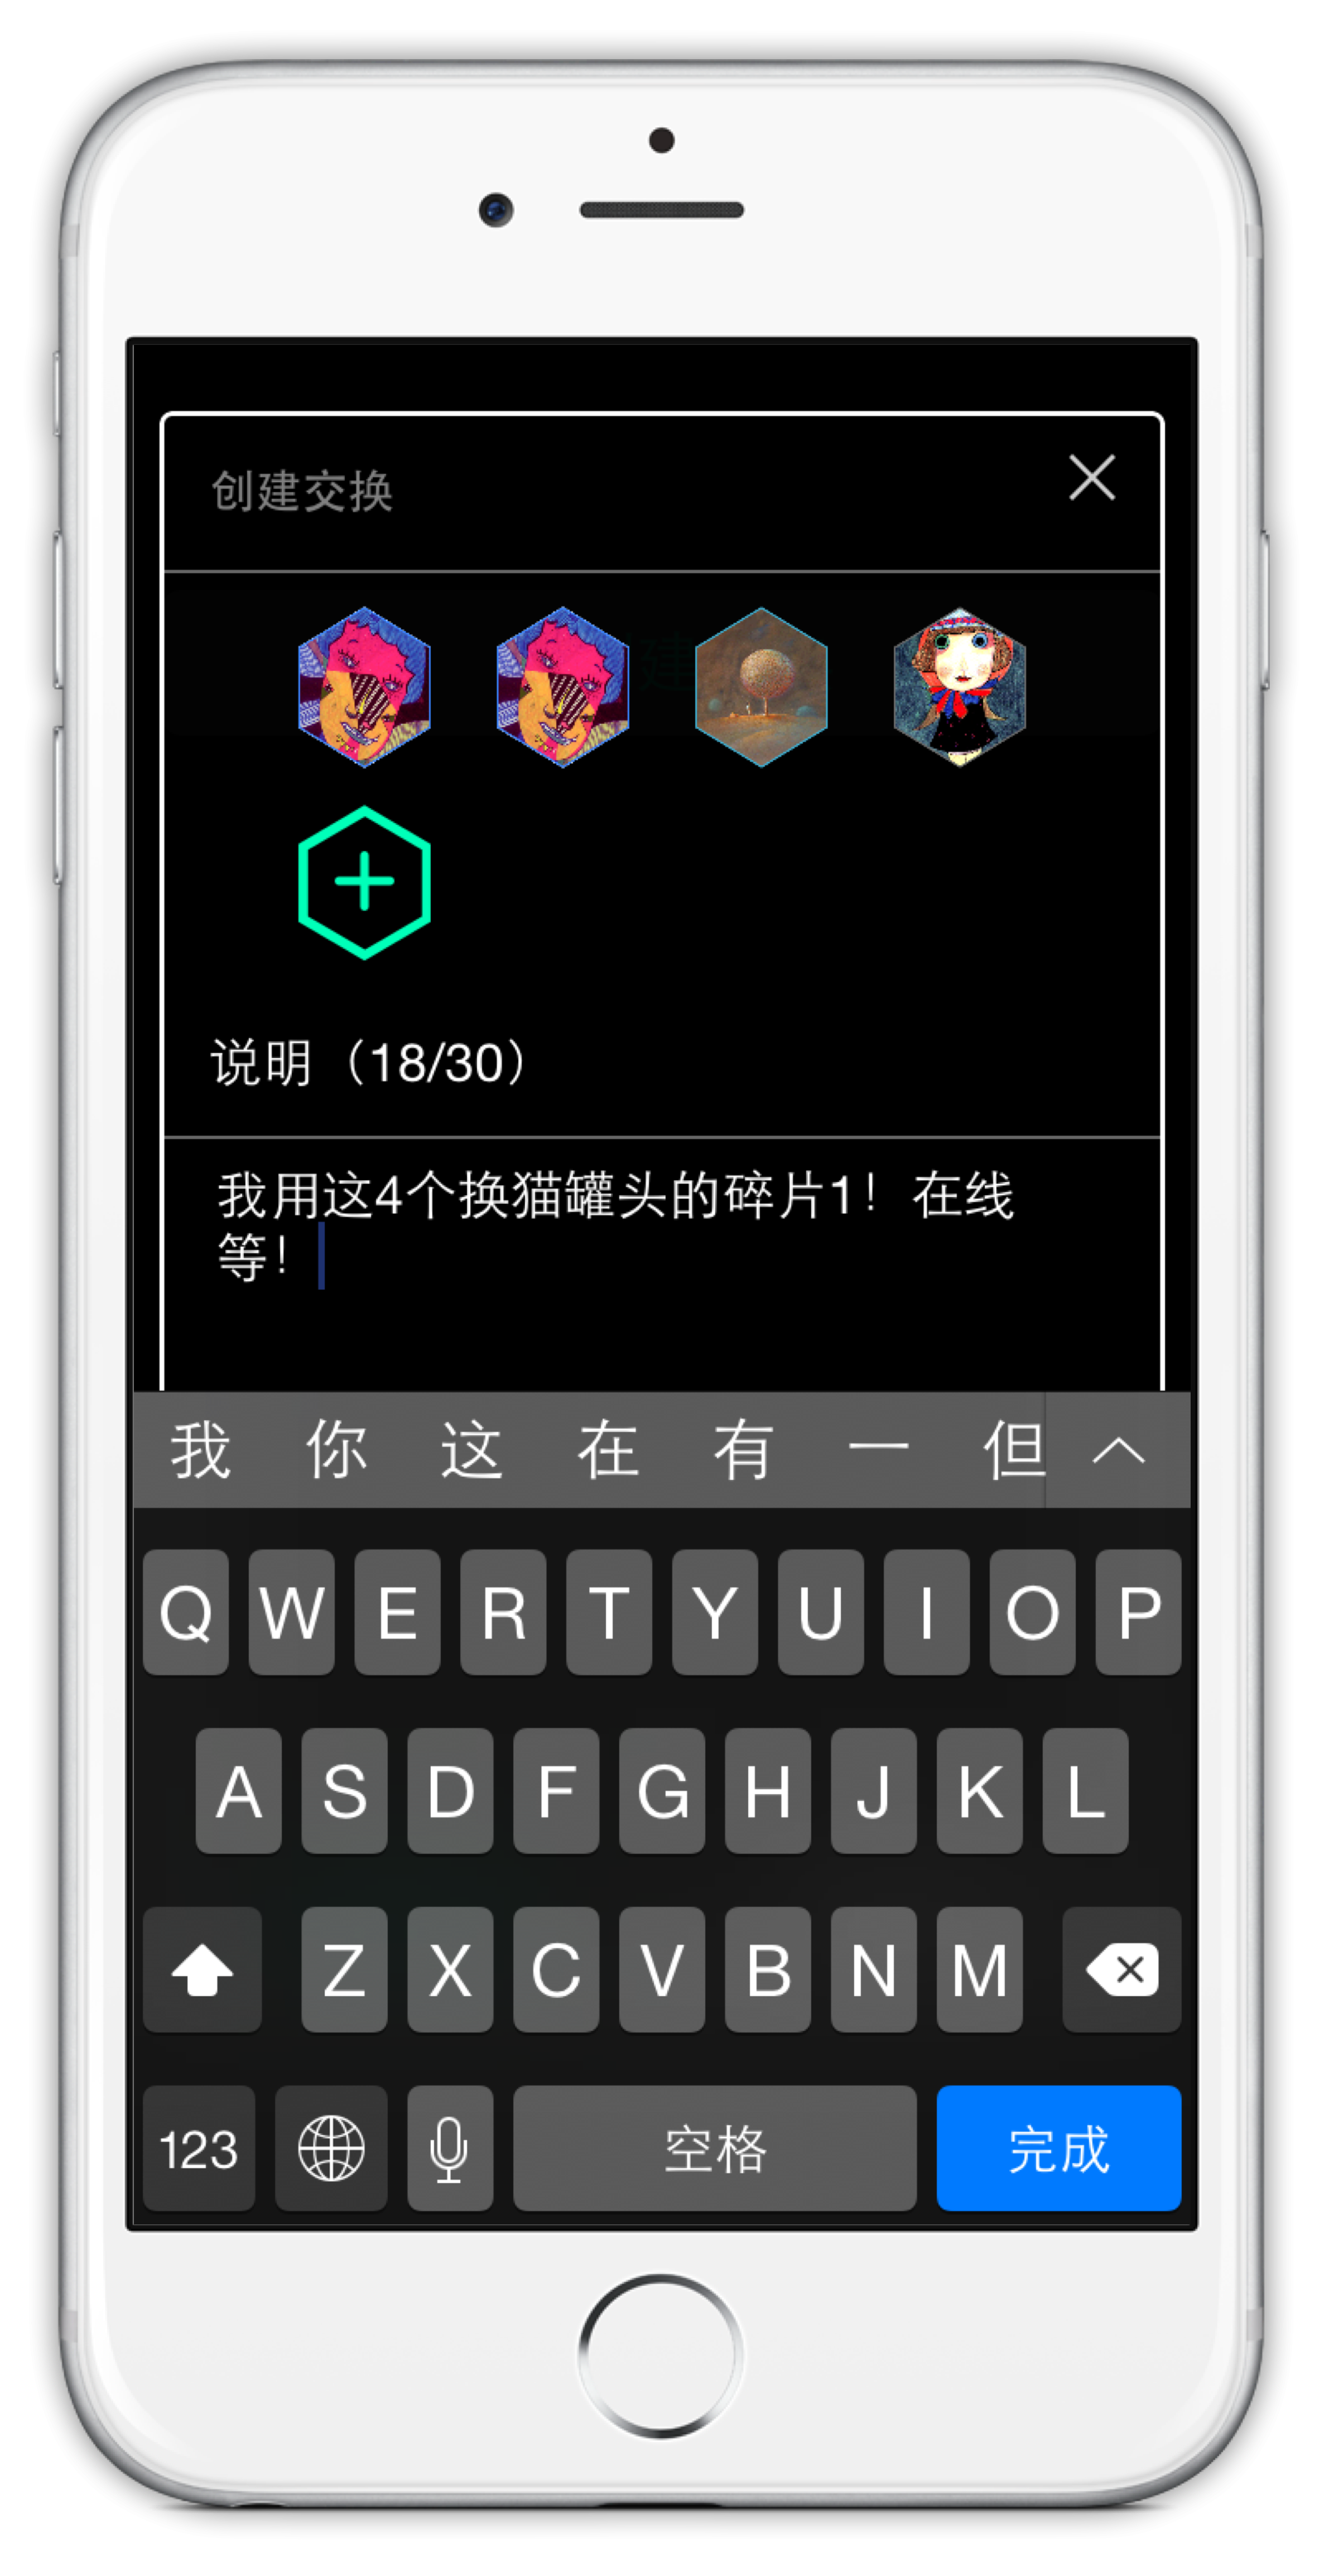 创建交换
建
说明（18/30）
我用这4个换猫罐头的碎片1！在线
等！
我 你 这 在 有 一 但
Q W E R T Y U I O P
A S D F G H J K L
Z X C V B N M
123 空格 完成